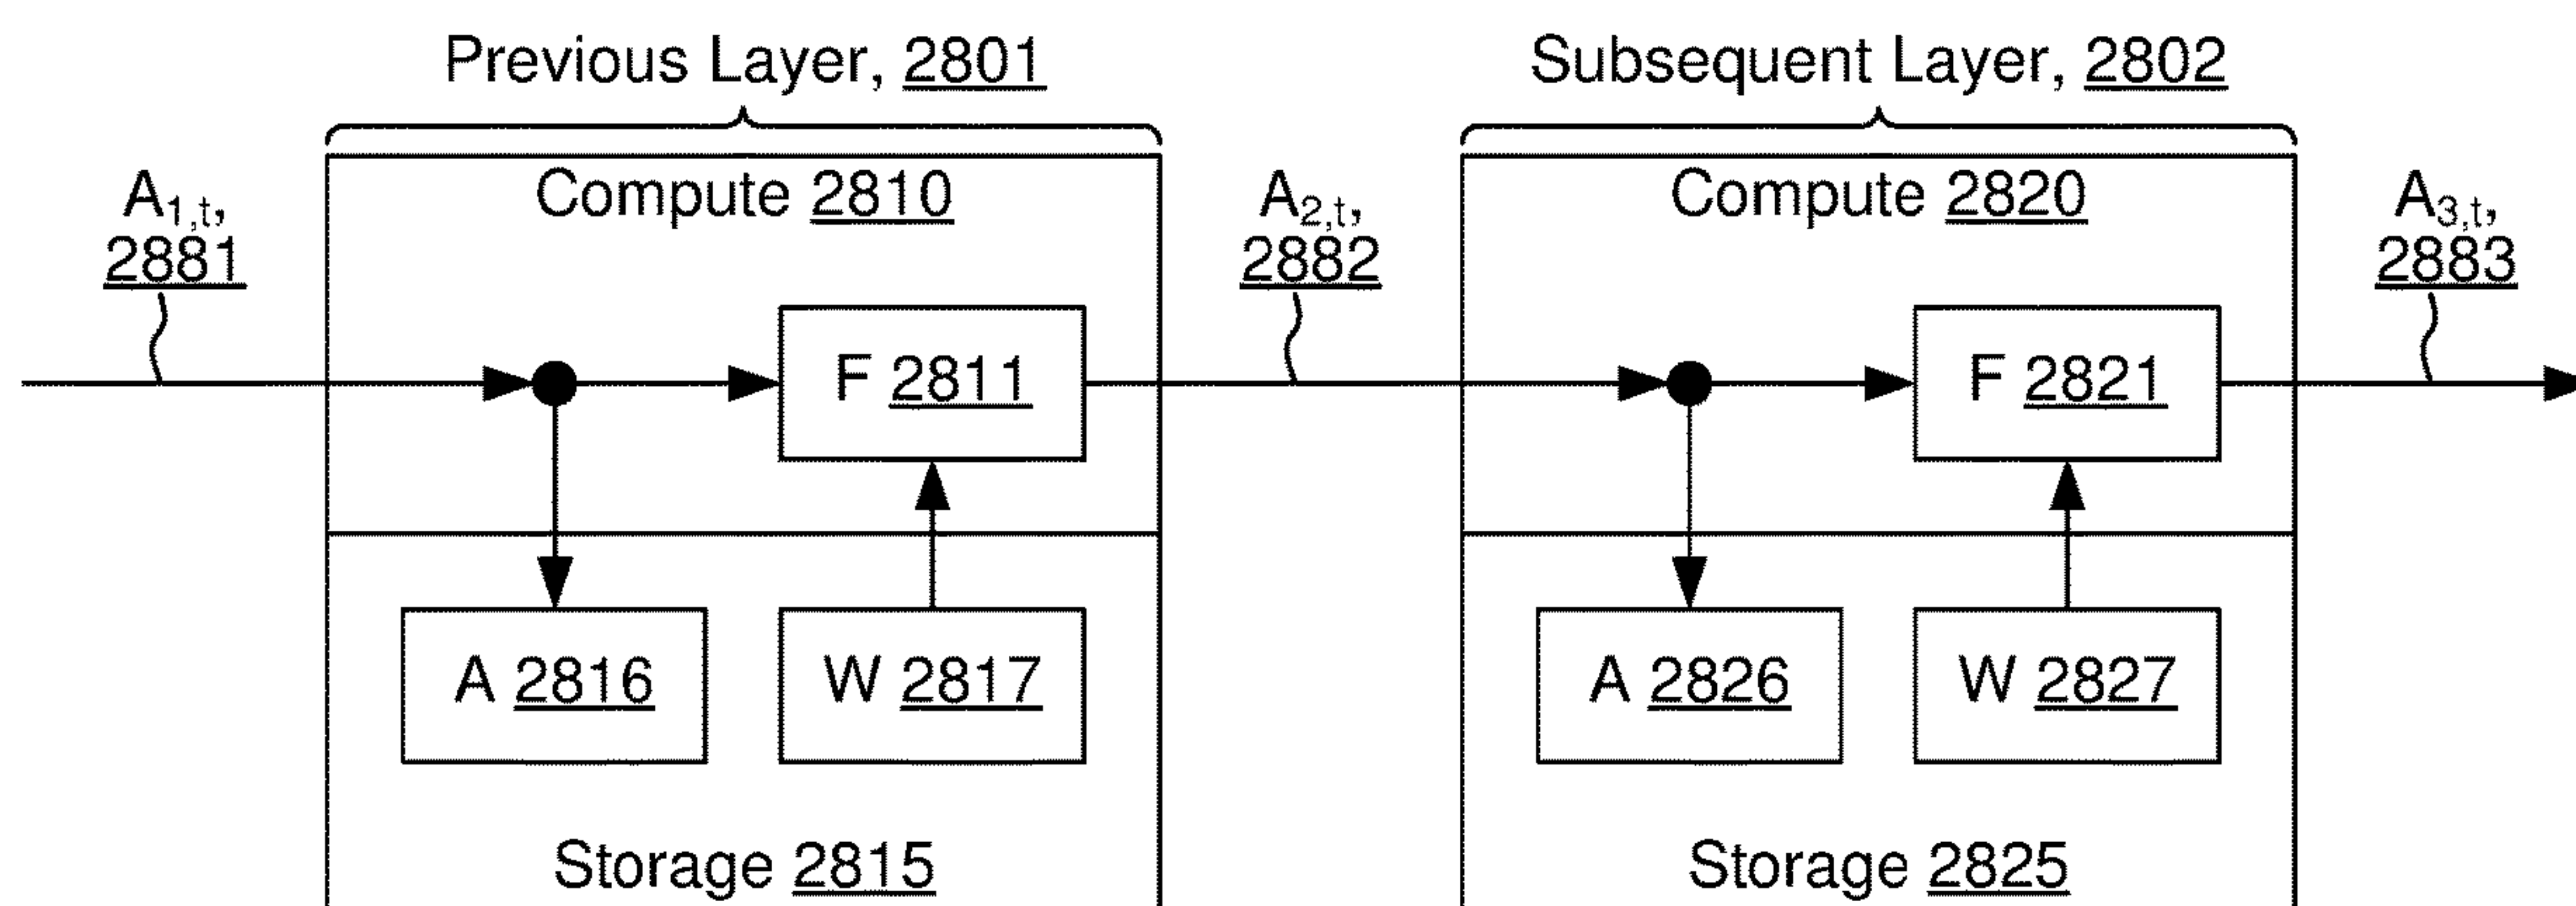 Previous Layer, 2801
Subsequent Layer, 2802
A1,t,
2881
Compute 2810
A2,t,
2882
Compute 2820
A3,t,
2883
F 2811
F 2821
A 2816
W 2817
A 2826
W 2827
Storage 2815
Storage 2825